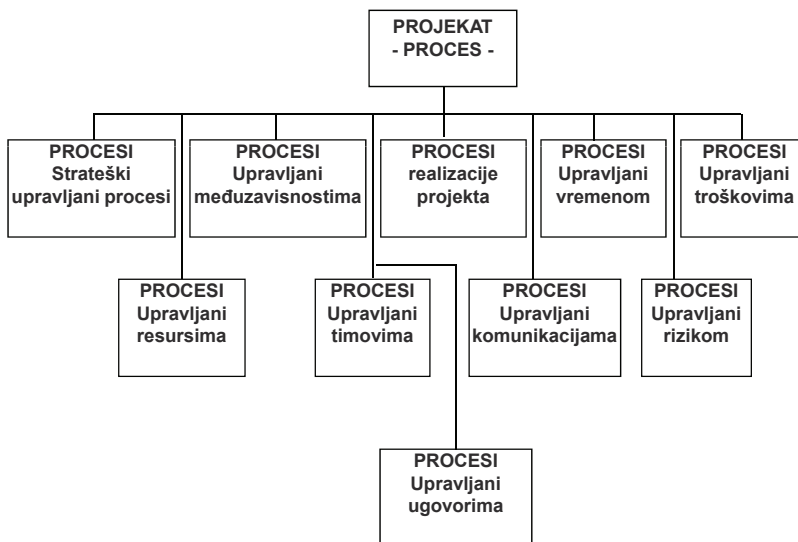 PROJEKAT
- PROCES -
PROCESI
Strateški
upravljani procesi
PROCESI
Upravljani
međuzavisnostima
PROCESI
realizacije
projekta
PROCESI
Upravljani
vremenom
PROCESI
Upravljani
troškovima
PROCESI
Upravljani
resursima
PROCESI
Upravljani
timovima
PROCESI
Upravljani
komunikacijama
PROCESI
Upravljani
rizikom
PROCESI
Upravljani
ugovorima